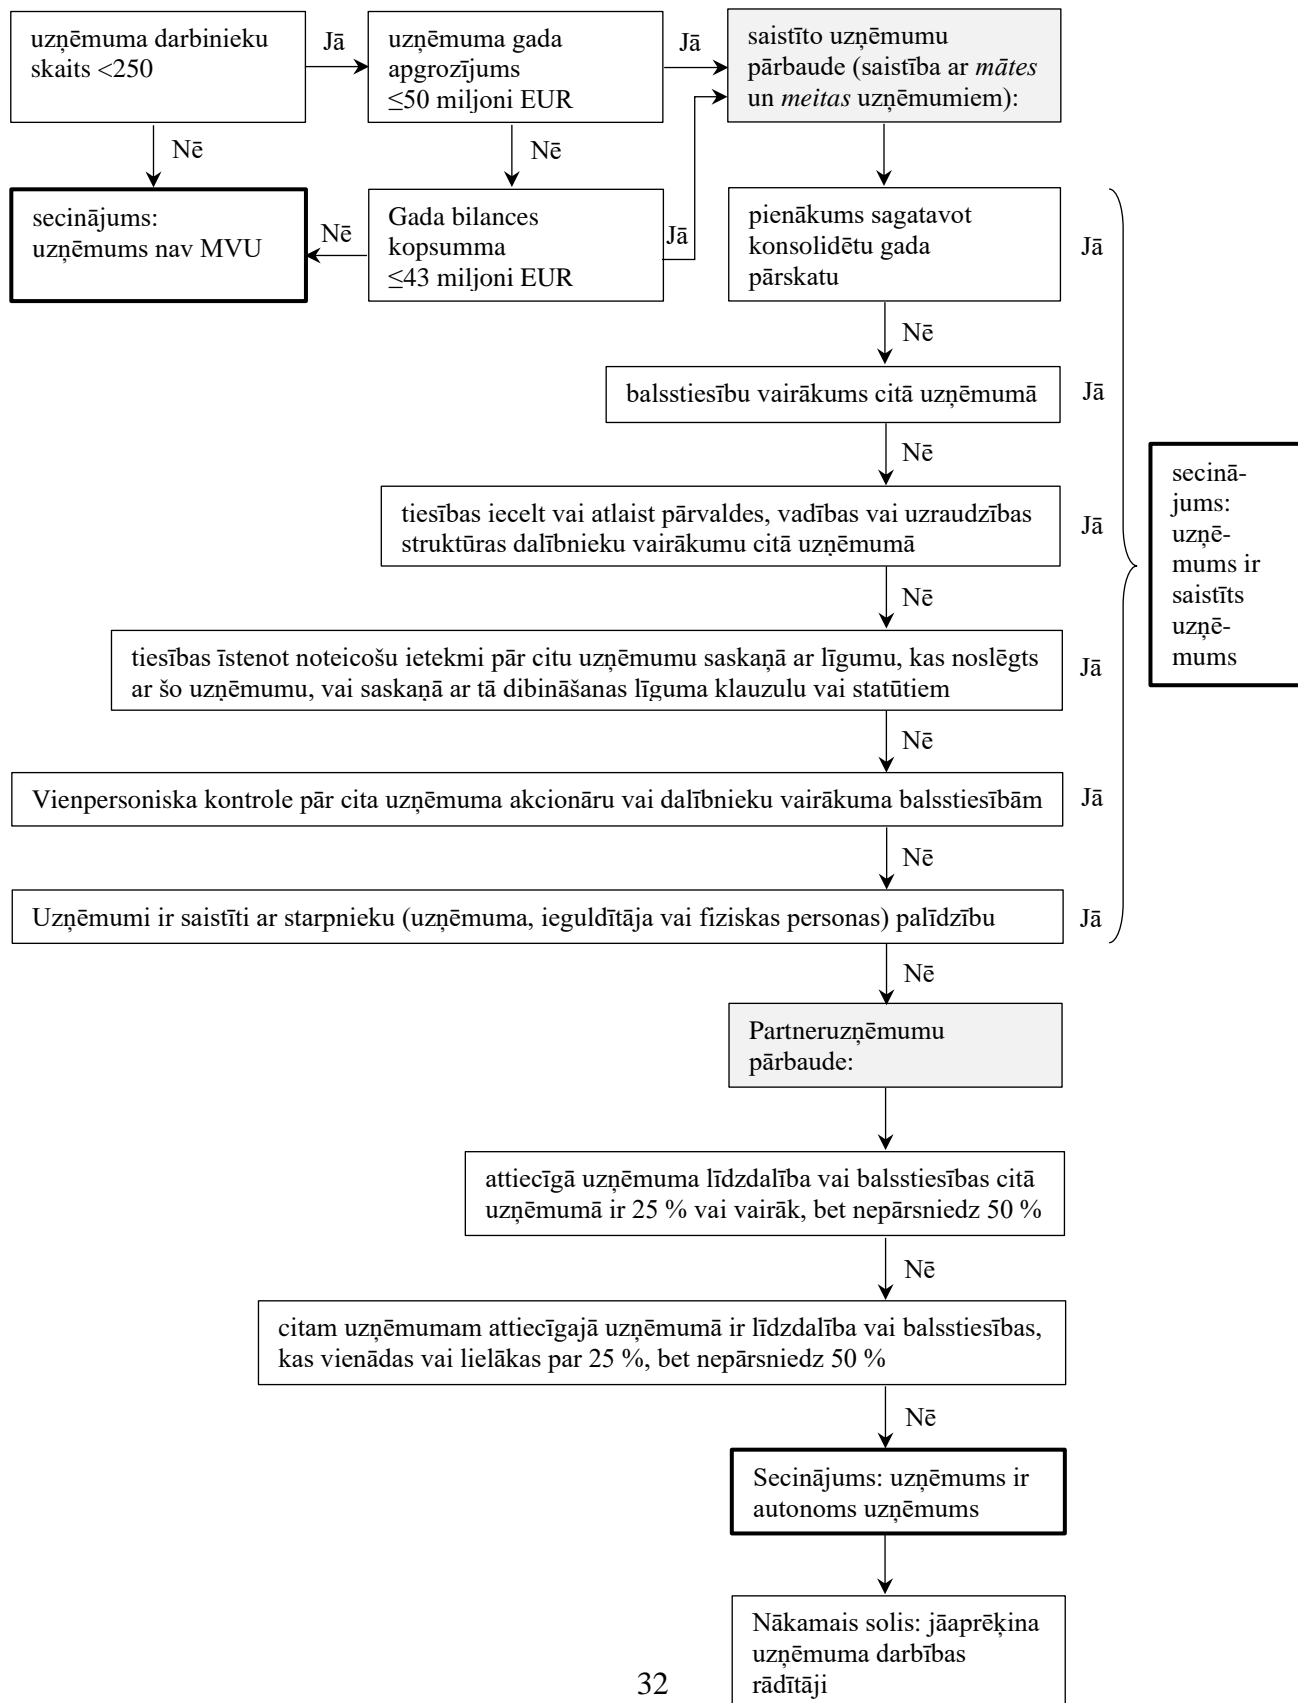 uzņēmuma darbinieku
skaits <250
Jā
uzņēmuma gada
apgrozījums
≤50 miljoni EUR
Jā
saistīto uzņēmumu
pārbaude (saistība ar mātes
un meitas uzņēmumiem):
Nē
Nē
secinājums:
uzņēmums nav MVU
Nē
Gada bilances
kopsumma
≤43 miljoni EUR
Jā
pienākums sagatavot
konsolidētu gada
pārskatu
Jā
Nē
balsstiesību vairākums citā uzņēmumā
Jā
Nē
tiesības iecelt vai atlaist pārvaldes, vadības vai uzraudzības
struktūras dalībnieku vairākumu citā uzņēmumā
Jā
secinā-
jums:
uzņē-
mums ir
saistīts
uzņē-
mums
Nē
tiesības īstenot noteicošu ietekmi pār citu uzņēmumu saskaņā ar līgumu, kas noslēgts
ar šo uzņēmumu, vai saskaņā ar tā dibināšanas līguma klauzulu vai statūtiem
Jā
Nē
Vienpersoniska kontrole pār cita uzņēmuma akcionāru vai dalībnieku vairākuma balsstiesībām
Jā
Nē
Uzņēmumi ir saistīti ar starpnieku (uzņēmuma, ieguldītāja vai fiziskas personas) palīdzību
Jā
Nē
Partneruzņēmumu
pārbaude:
attiecīgā uzņēmuma līdzdalība vai balsstiesības citā
uzņēmumā ir 25 % vai vairāk, bet nepārsniedz 50 %
Nē
citam uzņēmumam attiecīgajā uzņēmumā ir līdzdalība vai balsstiesības,
kas vienādas vai lielākas par 25 %, bet nepārsniedz 50 %
Nē
Secinājums: uzņēmums ir
autonoms uzņēmums
Nākamais solis: jāaprēķina
uzņēmuma darbības
rādītāji
32